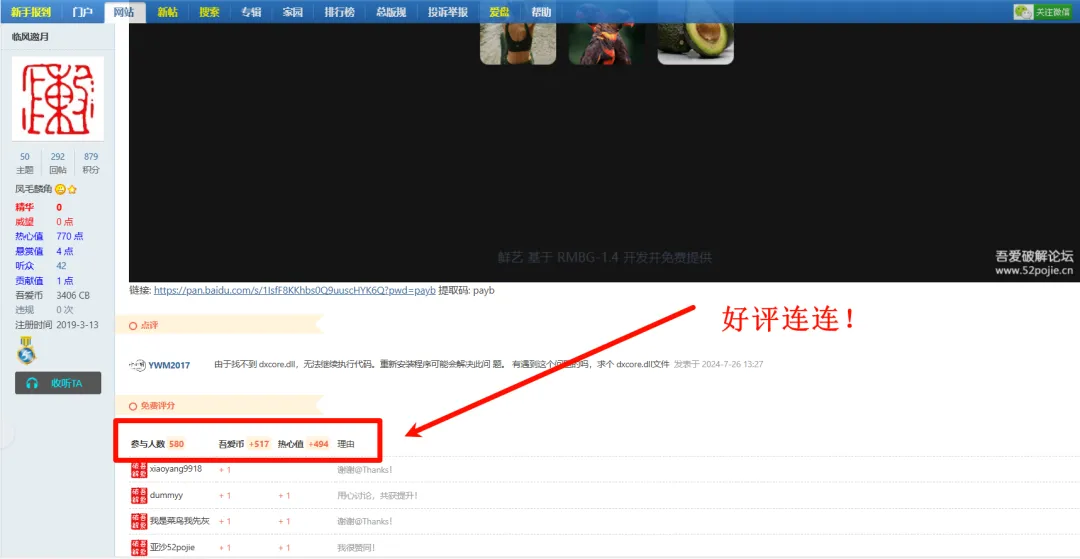 新手报到 门户 网站 新帖 搜索 专辑 家园 排行榜 总版规 投诉举报 爱盘 帮助 关注微信
临风邀月
50 292 879
主题 回帖 积分
凤毛麟角
精华 0
威望 0 点
热心值 770 点
悬赏值 4 点
听众 42
贡献值 1 点
吾爱币 3406 CB
违规 0 次
注册时间 2019-3-13
收听TA
鲜艺 基于 RMBG-1.4 开发并免费提供
吾爱破解论坛
www.52pojie.cn
链接: https://pan.baidu.com/s/1IsfF8KKhbs0Q9uuscHYK6Q?pwd=payb 提取码: payb
好评连连！
点评
YWM2017 由于找不到 dxcore.dll，无法继续执行代码。重新安装程序可能会解决此问 题。 有遇到这个问题的吗，求个 dxcore.dll文件 发表于 2024-7-26 13:27
免费评分
参与人数 580 吾爱币 +517 热心值 +494 理由
xiaoyang9918 + 1 谢谢@Thanks!
dummyy + 1 + 1 用心讨论，共获提升!
我是菜鸟我先灰 + 1 谢谢@Thanks!
亚沙52pojie + 1 + 1 我很赞同!